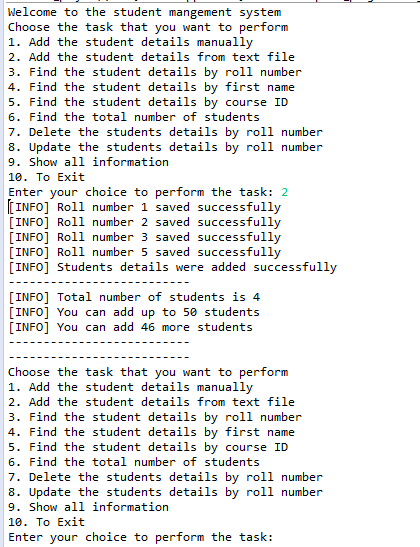 Welcome to the student mangement system
Choose the task that you want to perform
1. Add the student details manually
2. Add the student details from text file
3. Find the student details by roll number
4. Find the student details by first name
5. Find the student details by course ID
6. Find the total number of students
7. Delete the students details by roll number
8. Update the students details by roll number
9. Show all information
10. To Exit
Enter your choice to perform the task: 2
[INFO] Roll number 1 saved successfully
[INFO] Roll number 2 saved successfully
[INFO] Roll number 3 saved successfully
[INFO] Roll number 5 saved successfully
[INFO] Students details were added successfully
--------------------------
[INFO] Total number of students is 4
[INFO] You can add up to 50 students
[INFO] You can add 46 more students
--------------------------
--------------------------
Choose the task that you want to perform
1. Add the student details manually
2. Add the student details from text file
3. Find the student details by roll number
4. Find the student details by first name
5. Find the student details by course ID
6. Find the total number of students
7. Delete the students details by roll number
8. Update the students details by roll number
9. Show all information
10. To Exit
Enter your choice to perform the task: